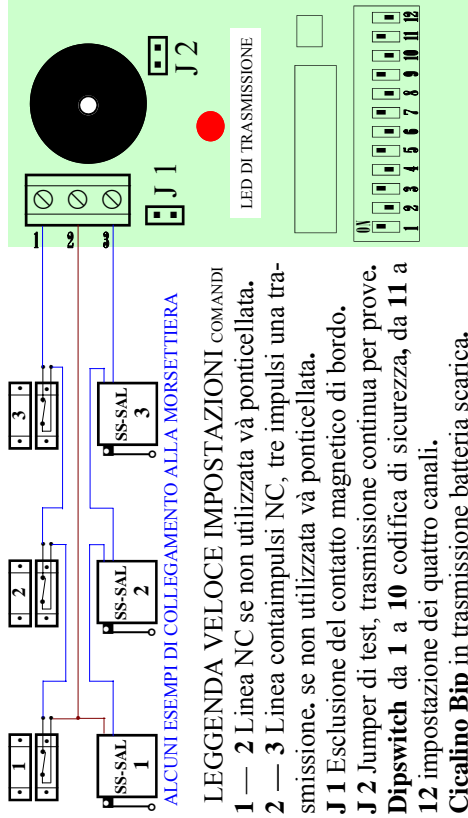 1
2
3
SS-SAL
1
SS-SAL
2
SS-SAL
3
1
2
3
J 1
J 2
LED DI TRASMISSIONE
ON
1 2 3 4 5 6 7 8 9 10 11 12
ALCUNI ESEMPI DI COLLEGAMENTO ALLA MORSETTIERA
LEGGENDA VELOCE IMPOSTAZIONI COMANDI
1 — 2 Linea NC se non utilizzata và ponticellata.
2 — 3 Linea contaimpulsi NC, tre impulsi una tra-
smissione. se non utilizzata và ponticellata.
J 1 Esclusione del contatto magnetico di bordo.
J 2 Jumper di test, trasmissione continua per prove.
Dipswitch da 1 a 10 codifica di sicurezza, da 11 a
12 impostazione dei quattro canali.
Cicalino Bip in trasmissione batteria scarica.